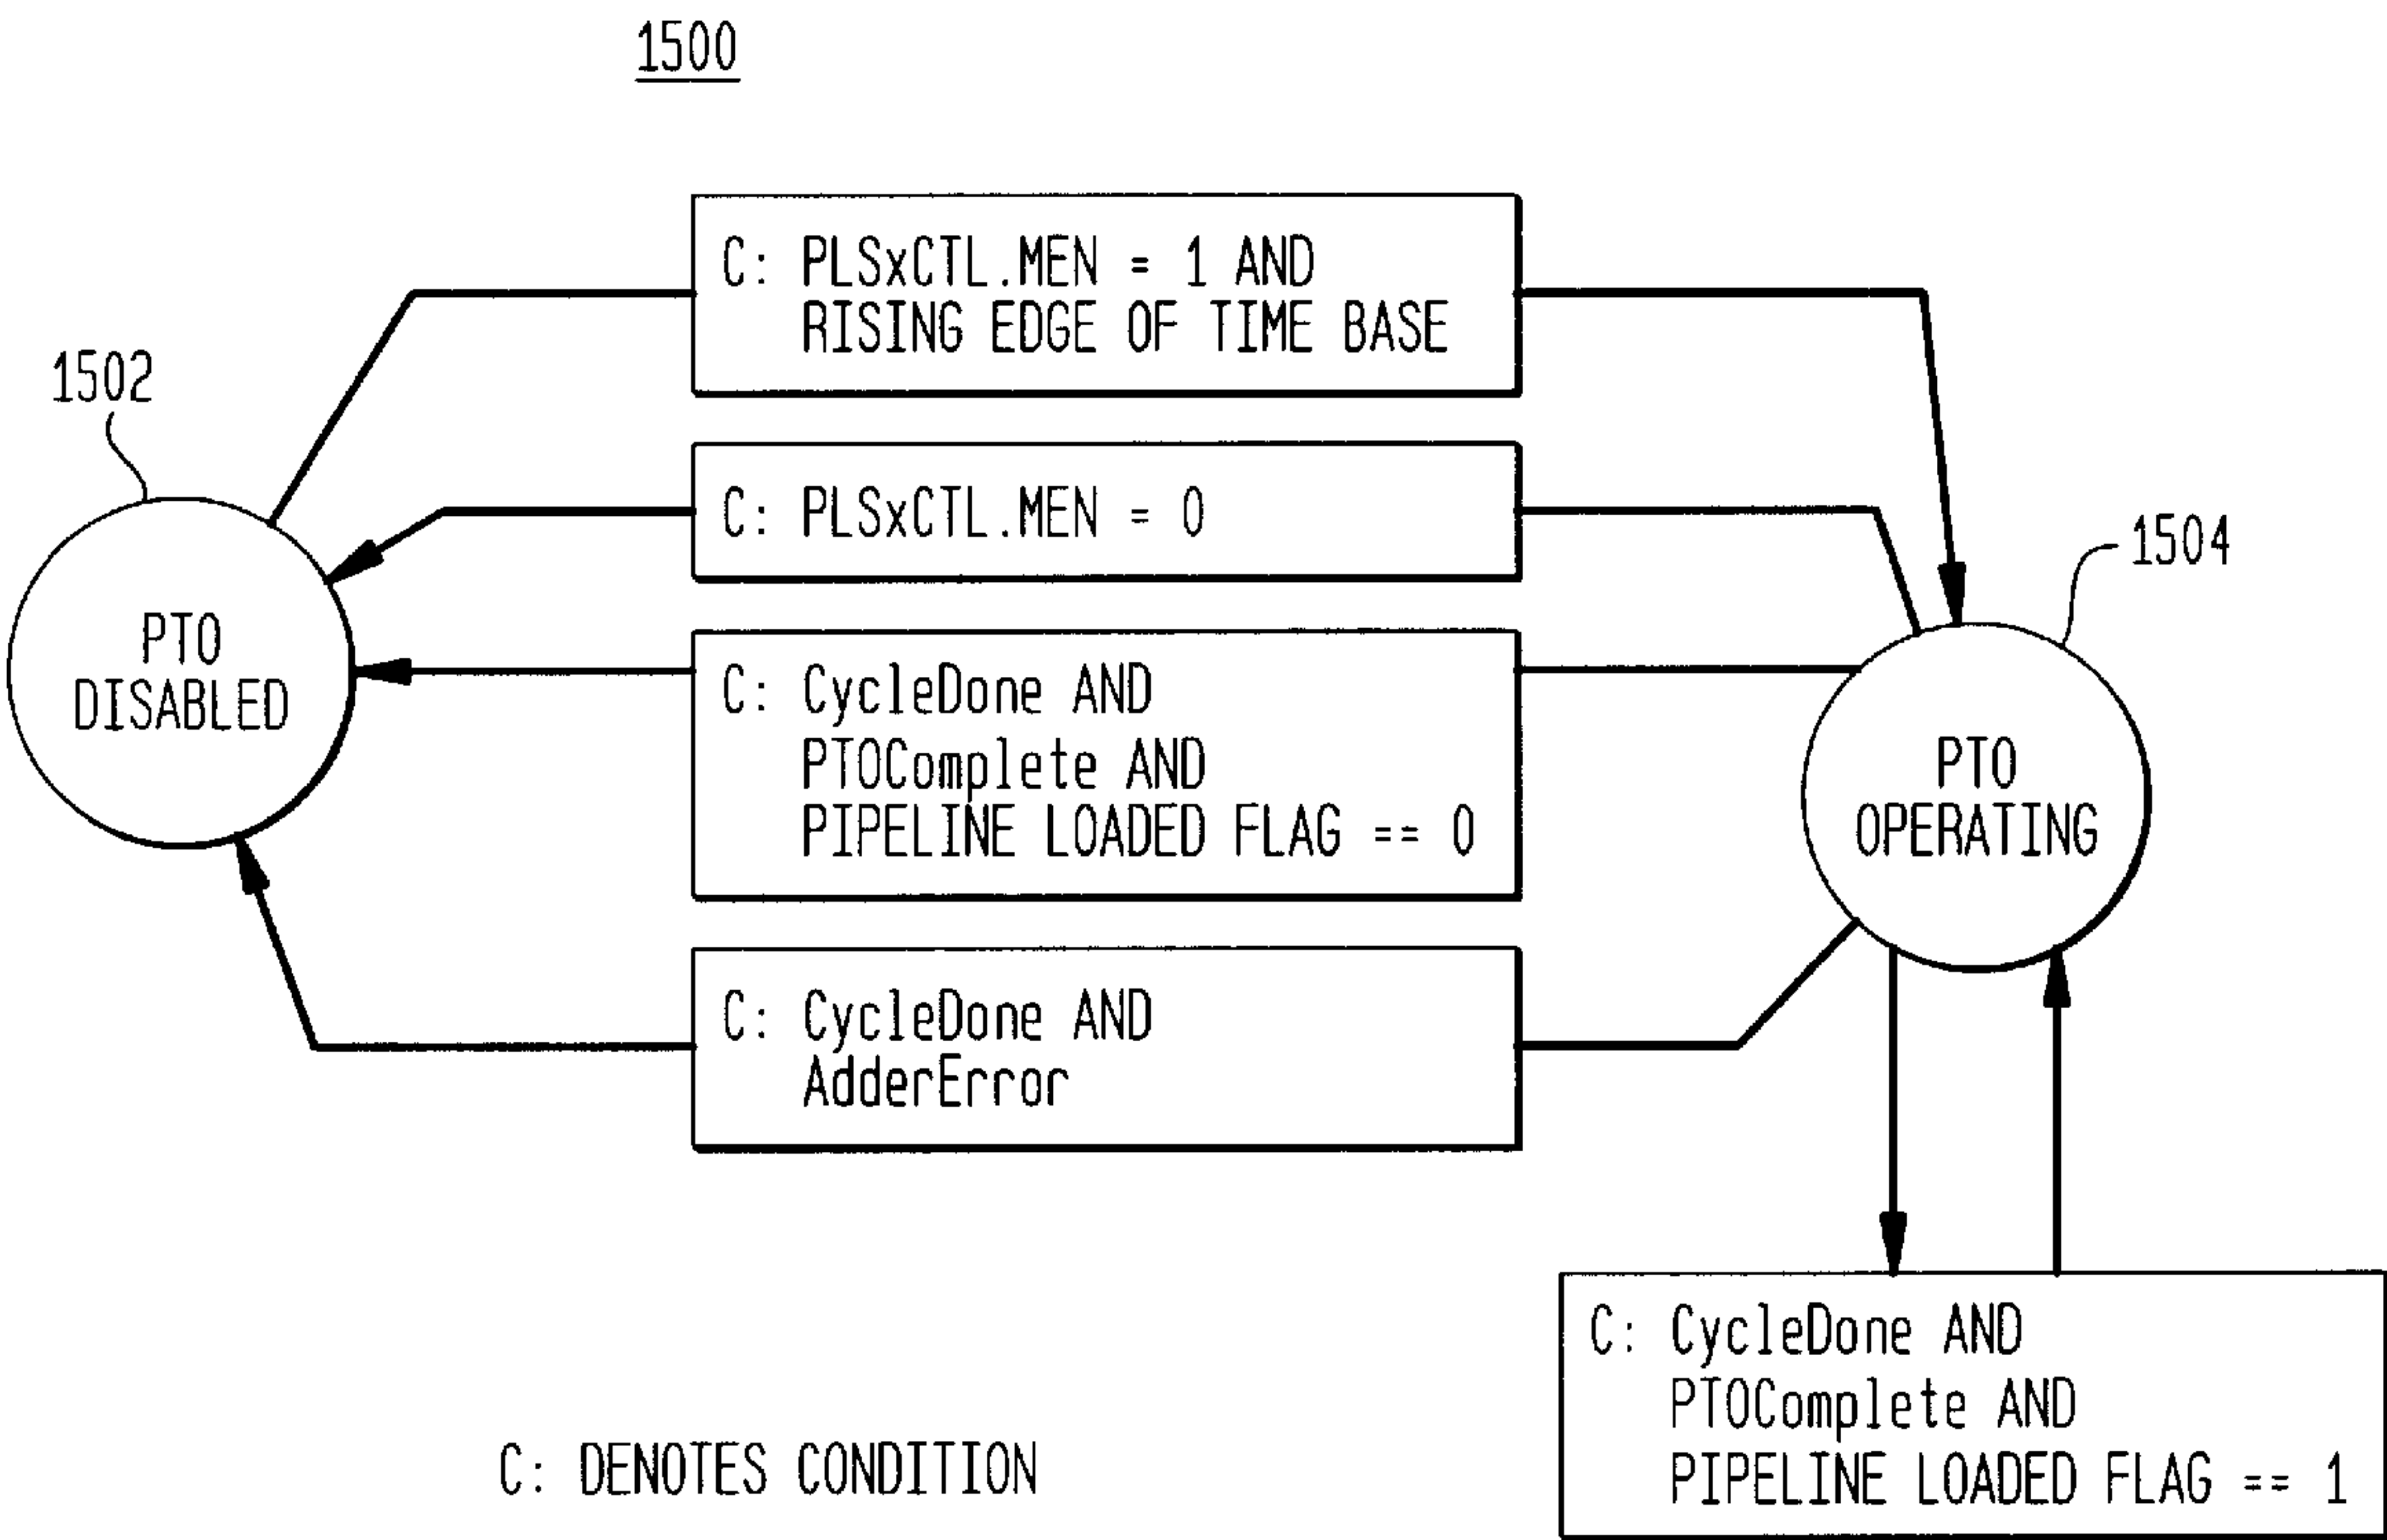 1500
C: PLSxCTL.MEN = 1 AND
RISING EDGE OF TIME BASE
1502
C: PLSxCTL.MEN = 0
1504
PTO
DISABLED
C: CycleDone AND
PTOComplete AND
PIPELINE LOADED FLAG == 0
PTO
OPERATING
C: CycleDone AND
AdderError
C: CycleDone AND
PTOComplete AND
PIPELINE LOADED FLAG == 1
C: DENOTES CONDITION